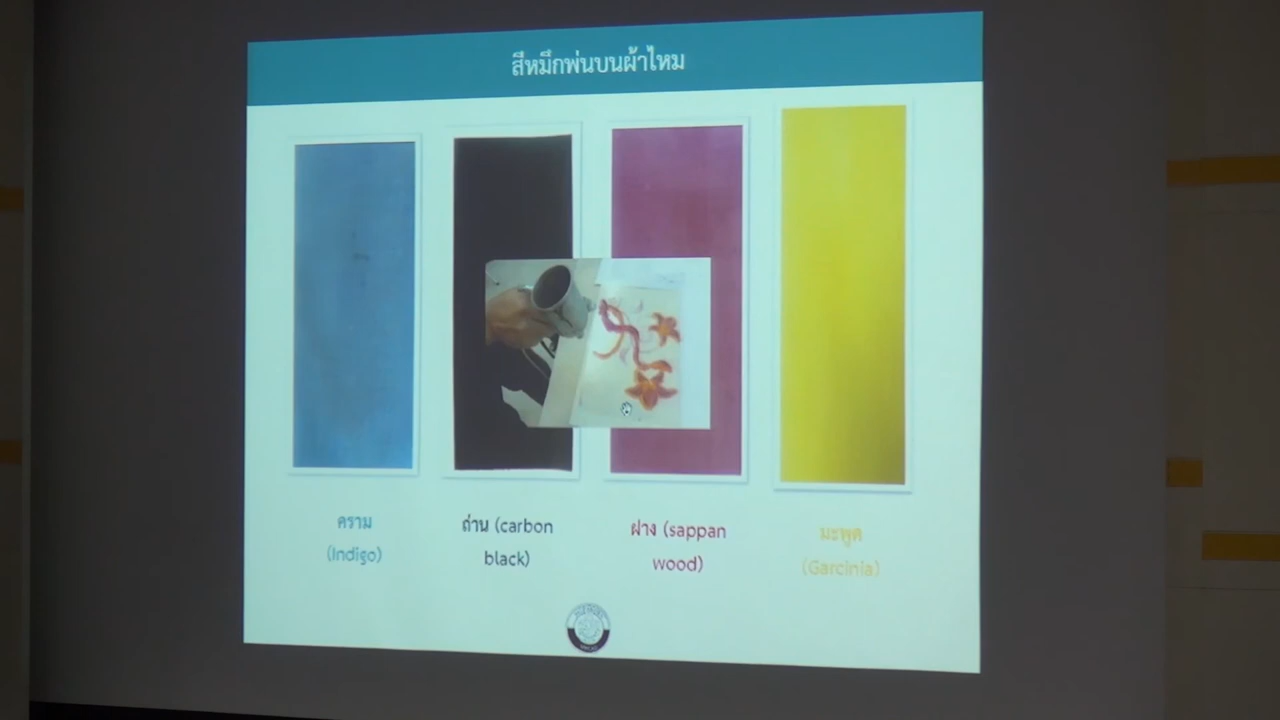 สีหมึกพ่นบนผ้าไหม
คราม
(Indigo)
ถ่าน (carbon
black)
ฝาง (sappan
wood)
มะพูด
(Garcinia)